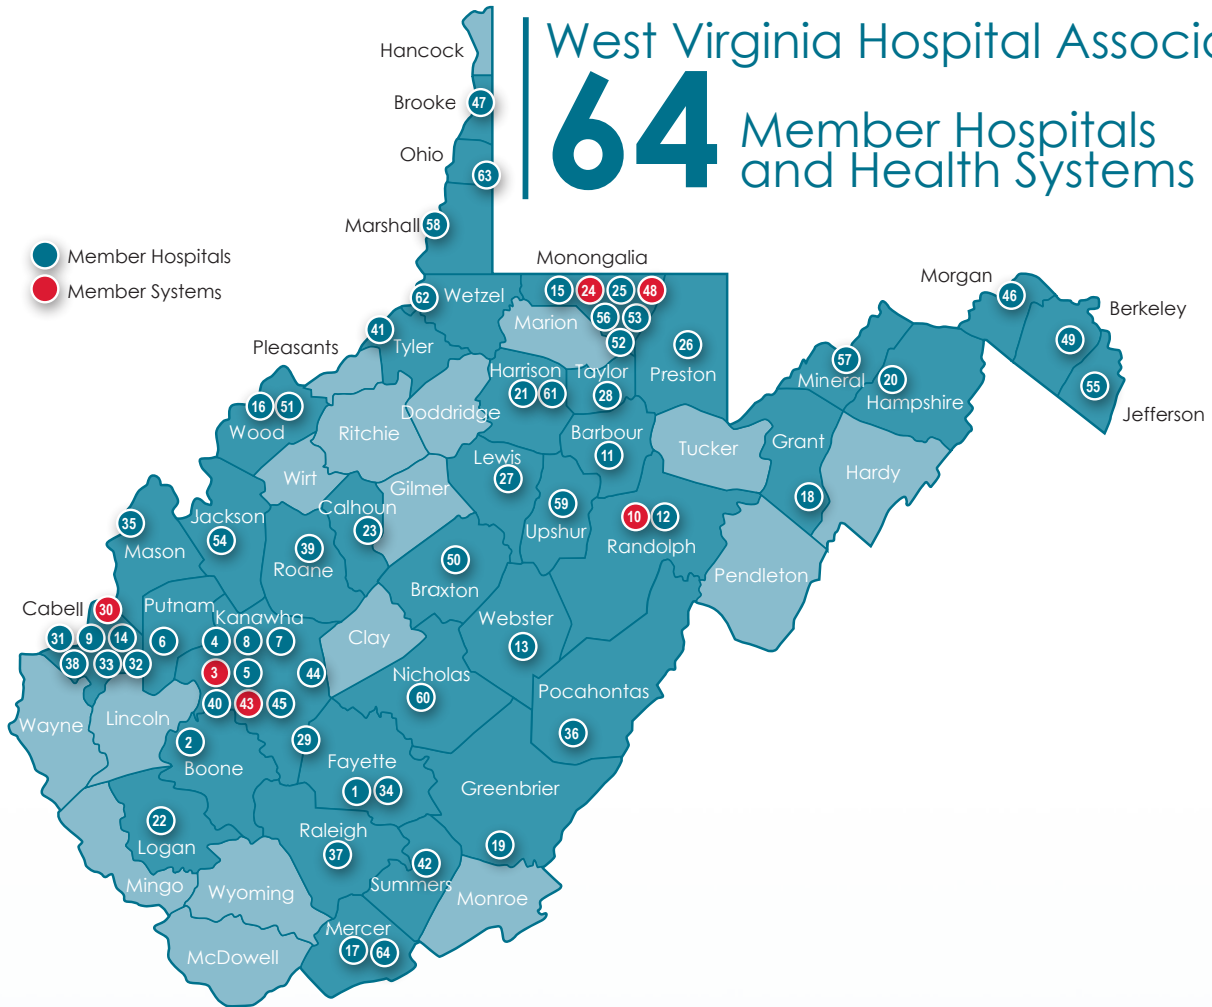 West Virginia Hospital Associa
64 Member Hospitals
and Health Systems
Member Hospitals
Member Systems
Hancock
Brooke 47
Ohio
63
Marshall 58
Monongalia
62 Wetzel
15 24 25 48
56 53
52
Marion
41
Tyler
26
Preston
Pleasants
Harrison Taylor
21 61
28
16 51
Wood
Doddridge
Ritchie
Barbour
11
Tucker
Morgan 46
Berkeley
49
55
Jefferson
57
Mineral
20
Hampshire
Grant
18
Hardy
Wirt
Lewis
27
Gilmer
Calhoun
23
59
Upshur
10 12
Randolph
35
Mason
Jackson
54
39
Roane
50
Braxton
Pendleton
Cabell 30
31 9 14
38 33 32
Putnam
6
Kanawha
4 8 7
3 5 44
40 43 45
29
Clay
Webster
13
Nicholas
60
Pocahontas
36
Wayne
Lincoln
2
Boone
Fayette
1 34
Greenbrier
19
22
Logan
Raleigh
37
42
Summers
Mingo
Wyoming
Monroe
McDowell
Mercer
17 64